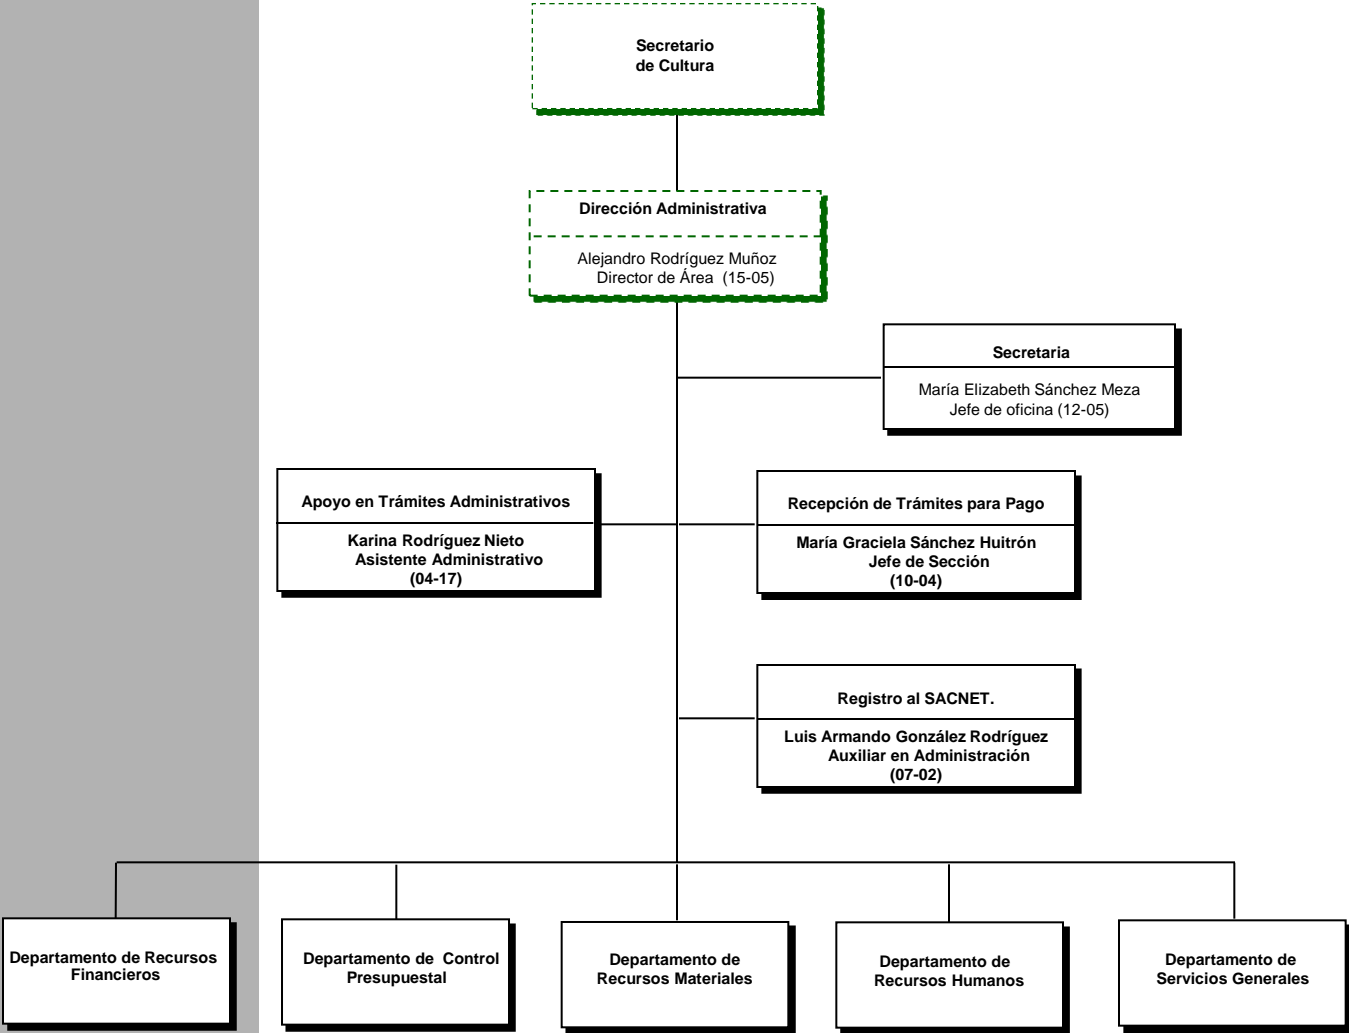 Secretario
de Cultura
Dirección Administrativa
Alejandro Rodríguez Muñoz
Director de Área (15-05)
Secretaria
María Elizabeth Sánchez Meza
Jefe de oficina (12-05)
Apoyo en Trámites Administrativos
Karina Rodríguez Nieto
Asistente Administrativo
(04-17)
Recepción de Trámites para Pago
María Graciela Sánchez Huitrón
Jefe de Sección
(10-04)
Registro al SACNET.
Luis Armando González Rodríguez
Auxiliar en Administración
(07-02)
Departamento de Recursos
Financieros
Departamento de Control
Presupuestal
Departamento de
Recursos Materiales
Departamento de
Recursos Humanos
Departamento de
Servicios Generales